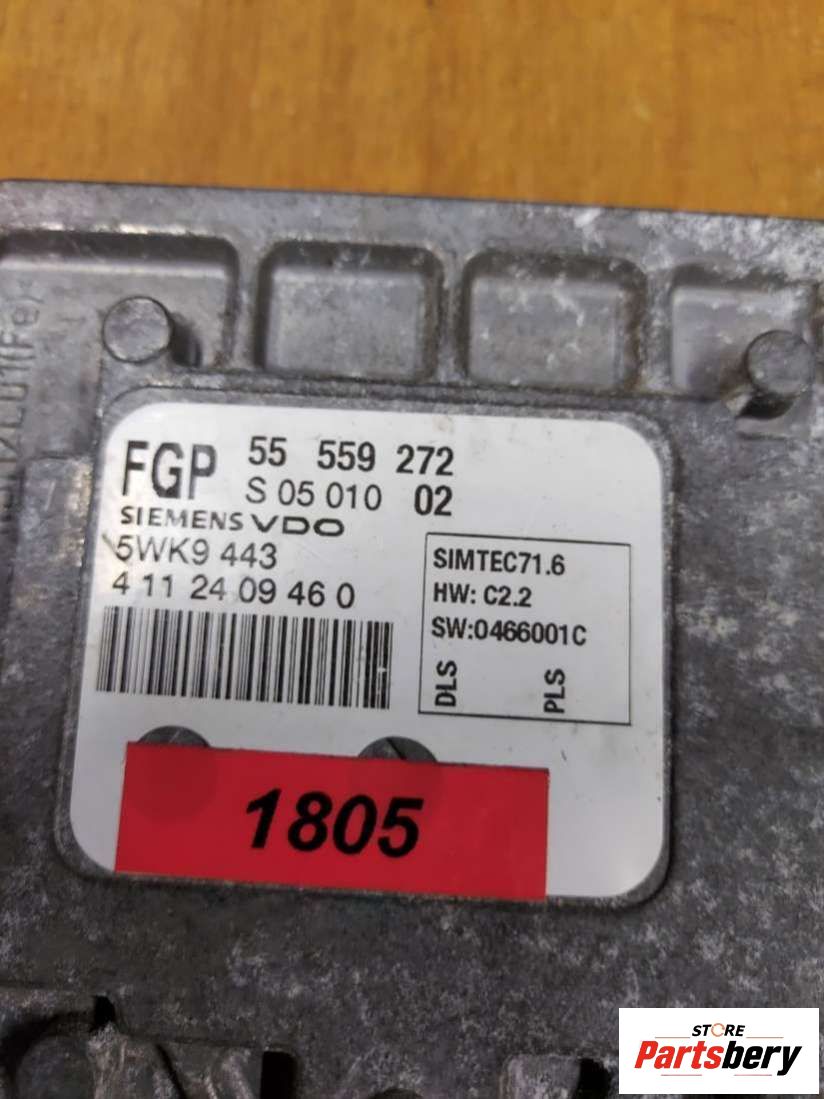 FGP 55 559 272
S 05 010 02
SIEMENS VDO
5WK9 443
4 11 24 09 46 0
SIMTEC71.6
HW: C2.2
SW:0466001C
DLS PLS
1805
STORE
Partsbery